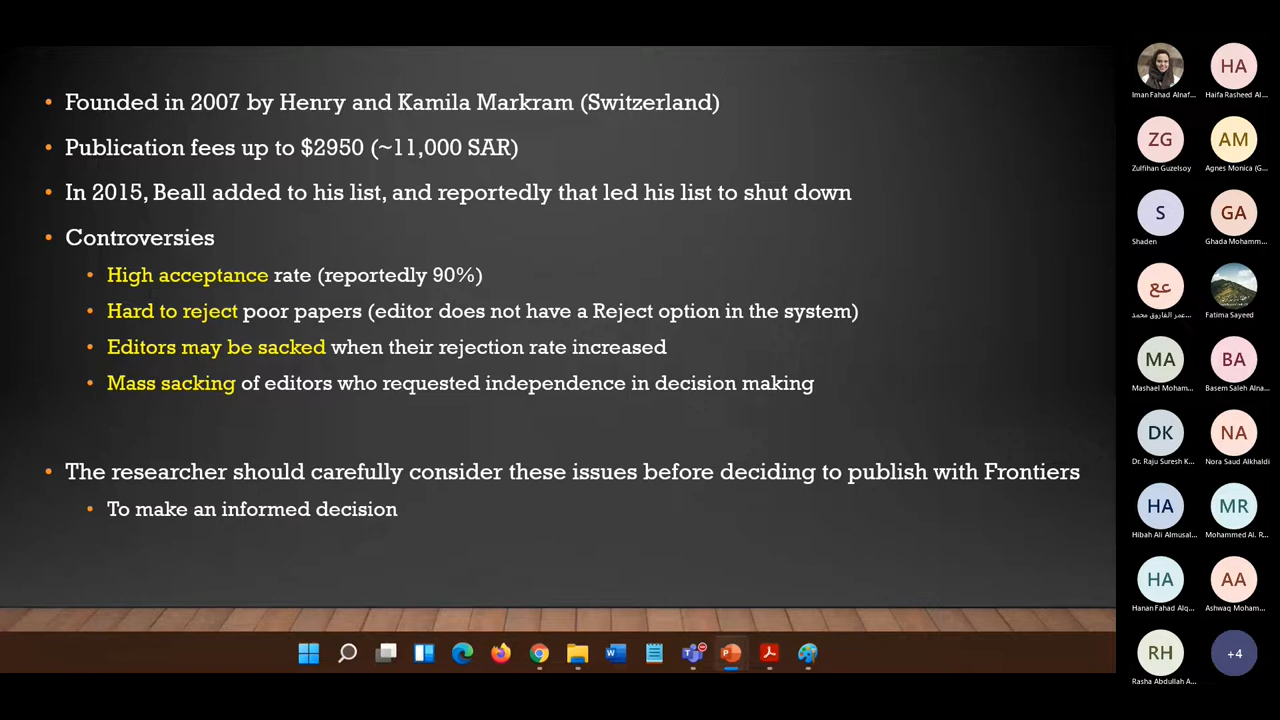 Founded in 2007 by Henry and Kamila Markram (Switzerland)
Publication fees up to $2950 (~11,000 SAR)
In 2015, Beall added to his list, and reportedly that led his list to shut down
Controversies
High acceptance rate (reportedly 90%)
Hard to reject poor papers (editor does not have a Reject option in the system)
Editors may be sacked when their rejection rate increased
Mass sacking of editors who requested independence in decision making
The researcher should carefully consider these issues before deciding to publish with Frontiers
To make an informed decision
HA
Iman Fahad Alnaf...
Haifa Rasheed Al...
ZG
AM
Zulfihan Guzelsoy
Agnes Monica (G...
S
GA
Shaden
Ghada Mohamm...
عع
عمر الفاروق محمد...
Fatima Sayeed
MA
BA
Mashael Moham...
Basem Saleh Alna...
DK
NA
Dr. Raju Suresh K...
Nora Saud Alkhaldi
HA
MR
Hibah Ali Almusal...
Mohammed Al. R...
HA
AA
Hanan Fahad Alq...
Ashwaq Moham...
RH
+4
Rasha Abdullah A...